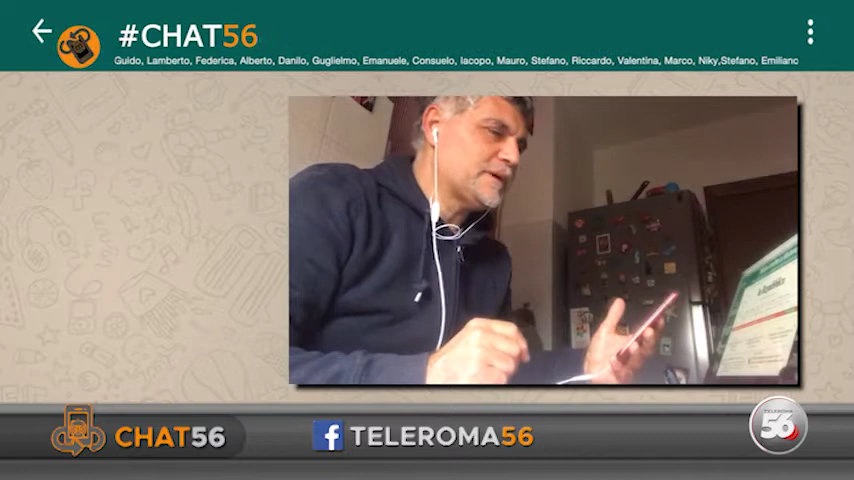 #CHAT56
Guido, Lamberto, Federica, Alberto, Danilo, Guglielmo, Emanuele, Consuelo, Iacopo, Mauro, Stefano, Riccardo, Valentina, Marco, Niky,Stefano, Emiliano
CHAT56
f TELEROMA56
TELEROMA
56